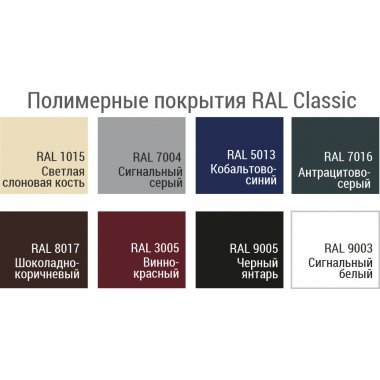 Полимерные покрытия RAL Classic
RAL 1015
Светлая
слоновая кость
RAL 7004
Сигнальный
серый
RAL 5013
Кобальтово-
синий
RAL 7016
Антрацитово-
серый
RAL 8017
Шоколадно-
коричневый
RAL 3005
Винно-
красный
RAL 9005
Черный
янтарь
RAL 9003
Сигнальный
белый